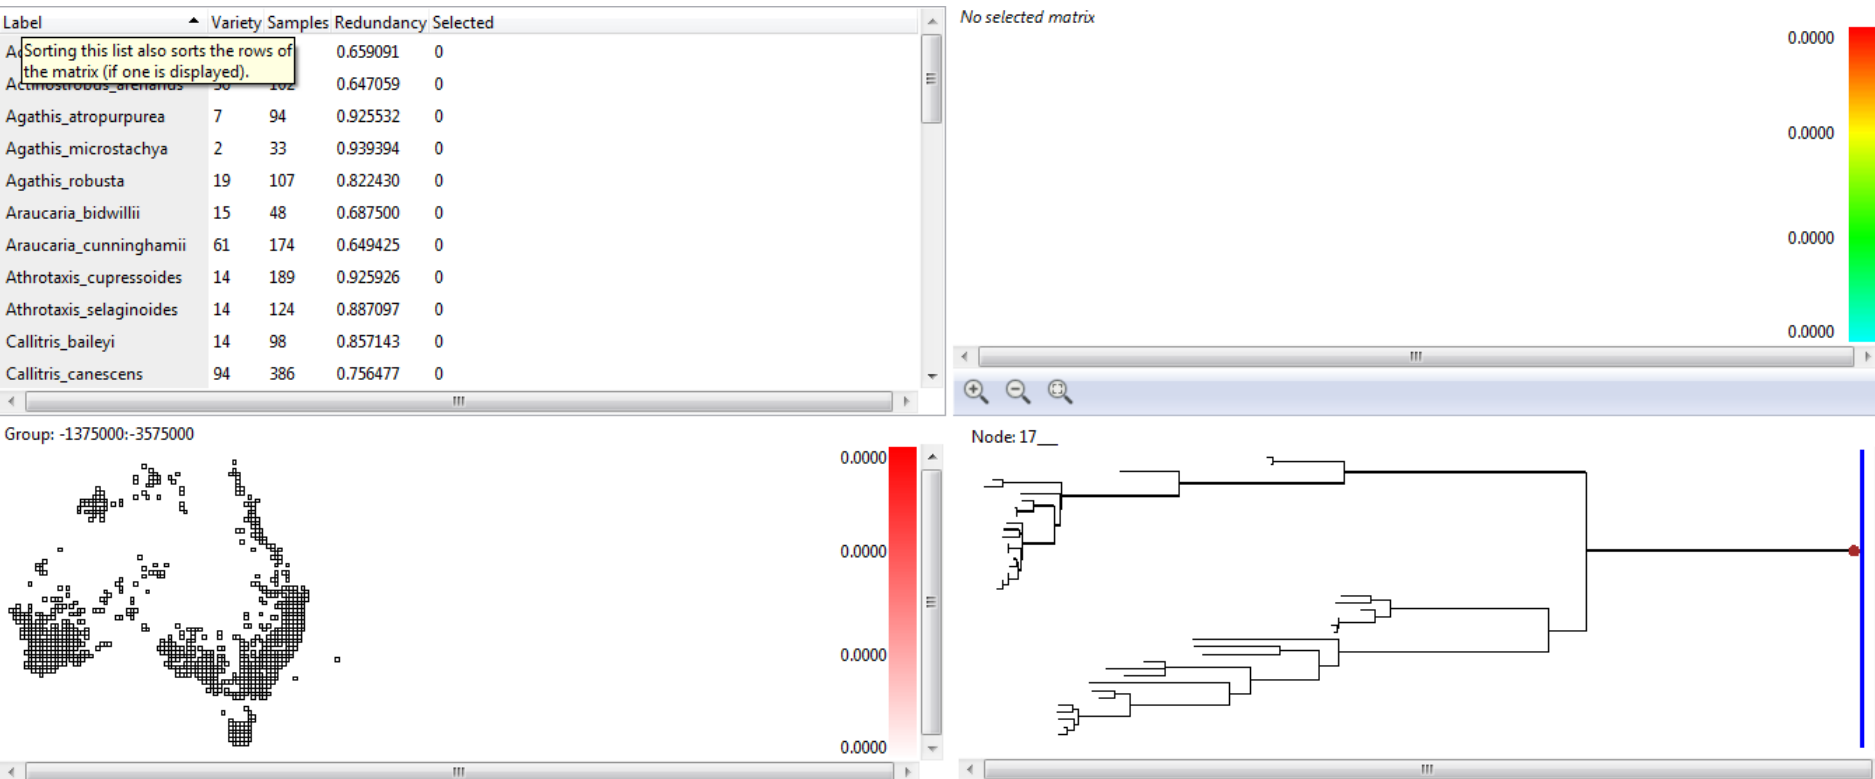 Label Variety Samples Redundancy Selected
Sorting this list also sorts the rows of
the matrix (if one is displayed).
0.659091 0
0.647059 0
Agathis_atropurpurea 7 94 0.925532 0
Agathis_microstachya 2 33 0.939394 0
Agathis_robusta 19 107 0.822430 0
Araucaria_bidwillii 15 48 0.687500 0
Araucaria_cunninghamii 61 174 0.649425 0
Athrotaxis_cupressoides 14 189 0.925926 0
Athrotaxis_selaginoides 14 124 0.887097 0
Callitris_baileyi 14 98 0.857143 0
Callitris_canescens 94 386 0.756477 0
No selected matrix
0.0000
0.0000
0.0000
0.0000
Group: -1375000:-3575000
0.0000
0.0000
0.0000
0.0000
Node: 17__